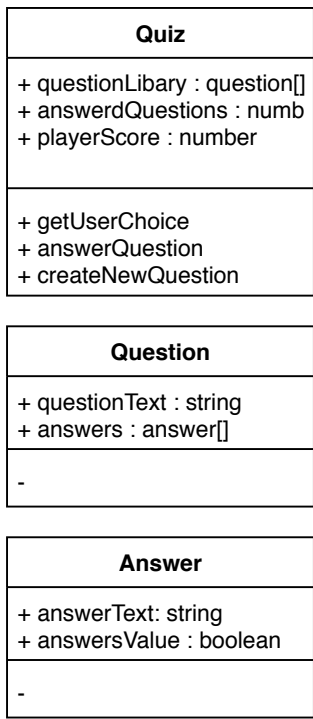 Quiz
+ questionLibary : question[]
+ answerdQuestions : numb
+ playerScore : number
+ getUserChoice
+ answerQuestion
+ createNewQuestion
Question
+ questionText : string
+ answers : answer[]
-
Answer
+ answerText: string
+ answersValue : boolean
-